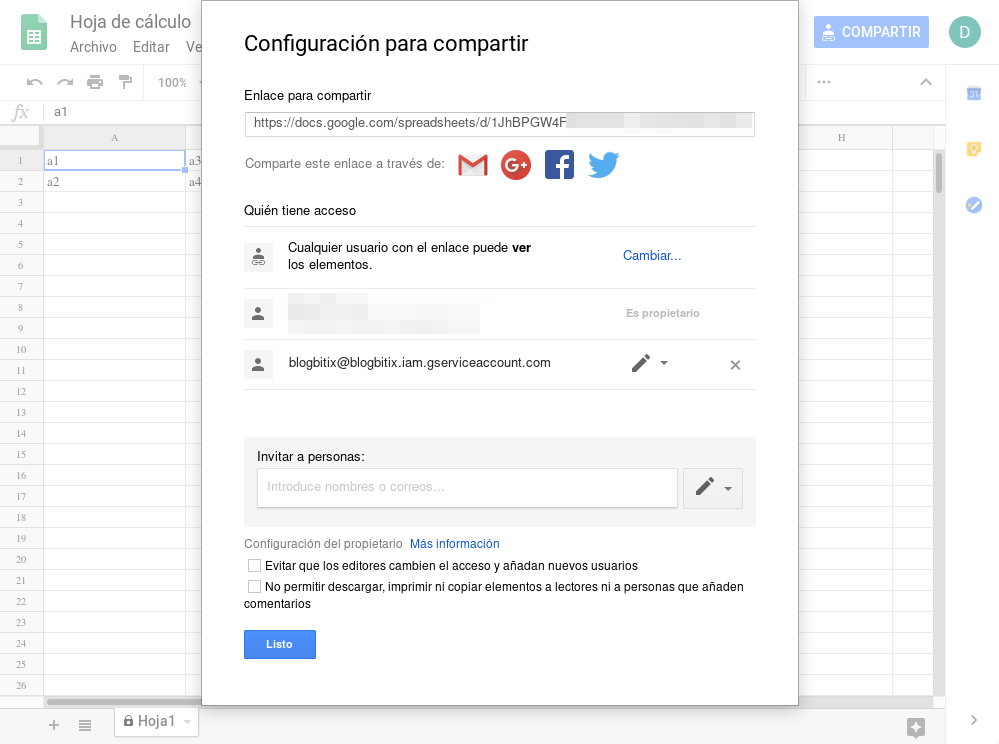 Hoja de cálculo
Archivo Editar Ve
COMPARTIR
D
100%
fx a1
31
A H
1 a1 a3
2 a2 a4
3
4
5
6
7
8
9
10
11
12
13
14
15
16
17
18
19
20
21
22
23
24
25
26
Hoja1
Configuración para compartir
Enlace para compartir
https://docs.google.com/spreadsheets/d/1JhBPGW4F
Comparte este enlace a través de:
G+
Quién tiene acceso
Cualquier usuario con el enlace puede ver
los elementos.
Cambiar...
Es propietario
blogbitix@blogbitix.iam.gserviceaccount.com
Invitar a personas:
Introduce nombres o correos...
Configuración del propietario Más información
Evitar que los editores cambien el acceso y añadan nuevos usuarios
No permitir descargar, imprimir ni copiar elementos a lectores ni a personas que añaden
comentarios
Listo